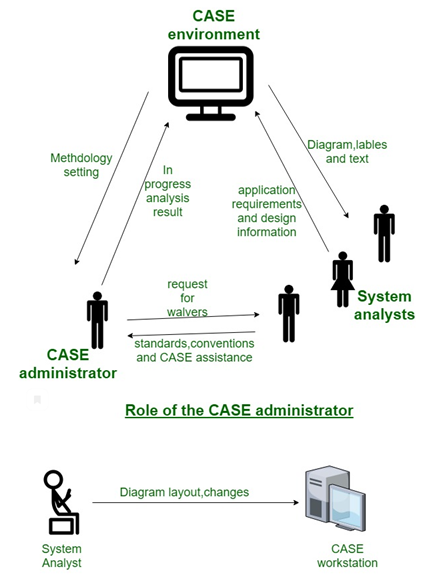 CASE
environment
Methdology
setting
In
progress
analysis
result
Diagram,lables
and text
application
requirements
and design
information
System
analysts
request
for
waivers
standards,conventions
and CASE assistance
CASE
administrator
Role of the CASE administrator
Diagram layout,changes
System
Analyst
CASE
workstation